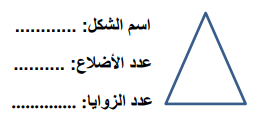 اسم الشكل: ............
عدد الأضلاع: ..........
عدد الزوايا: ..............